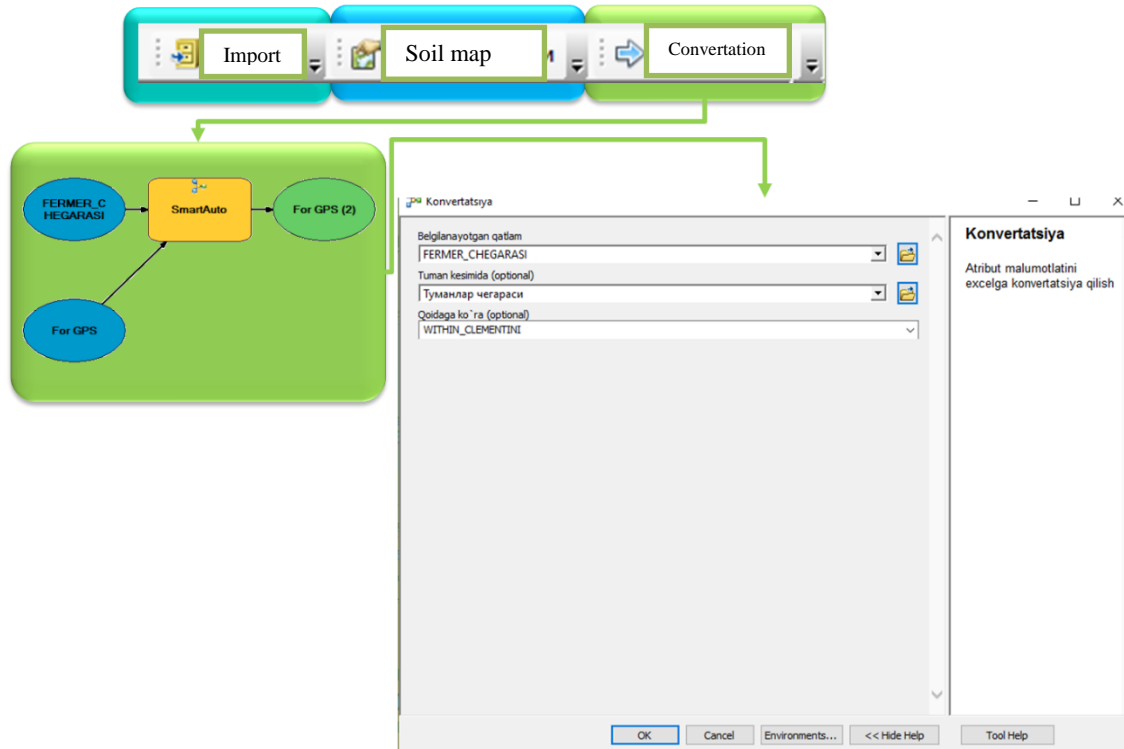 Import
Soil map
Convertation
FERMER_C
HEGARASI
SmartAuto
For GPS (2)
For GPS
Konvertatsiya
Belgilanayotgan qatlam
FERMER_CHEGARASI
Tuman kesimida (optional)
Туманлар чегараси
Qoidaga ko`ra (optional)
WITHIN_CLEMENTINI
Konvertatsiya
Atribut malumotlatini
excelga konvertatsiya qilish
OK
Cancel
Environments...
<< Hide Help
Tool Help